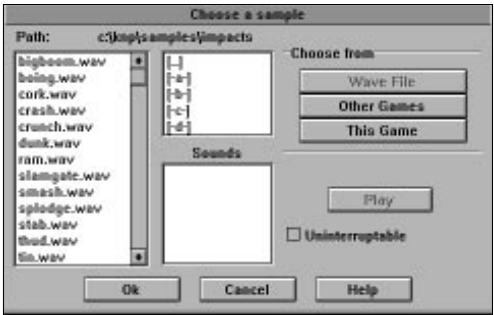 Choose a sample
Path: c:\knp\samples\impacts
bigboom.wav
boing.wav
cork.wav
crash.wav
crunch.wav
dunk.wav
ram.wav
slamgate.wav
smash.wav
splodge.wav
stab.wav
thud.wav
tin.wav
[..]
[-a-]
[-b-]
[-c-]
[-d-]
Sounds
Choose from
Wave File
Other Games
This Game
Play
Uninterruptable
Ok
Cancel
Help